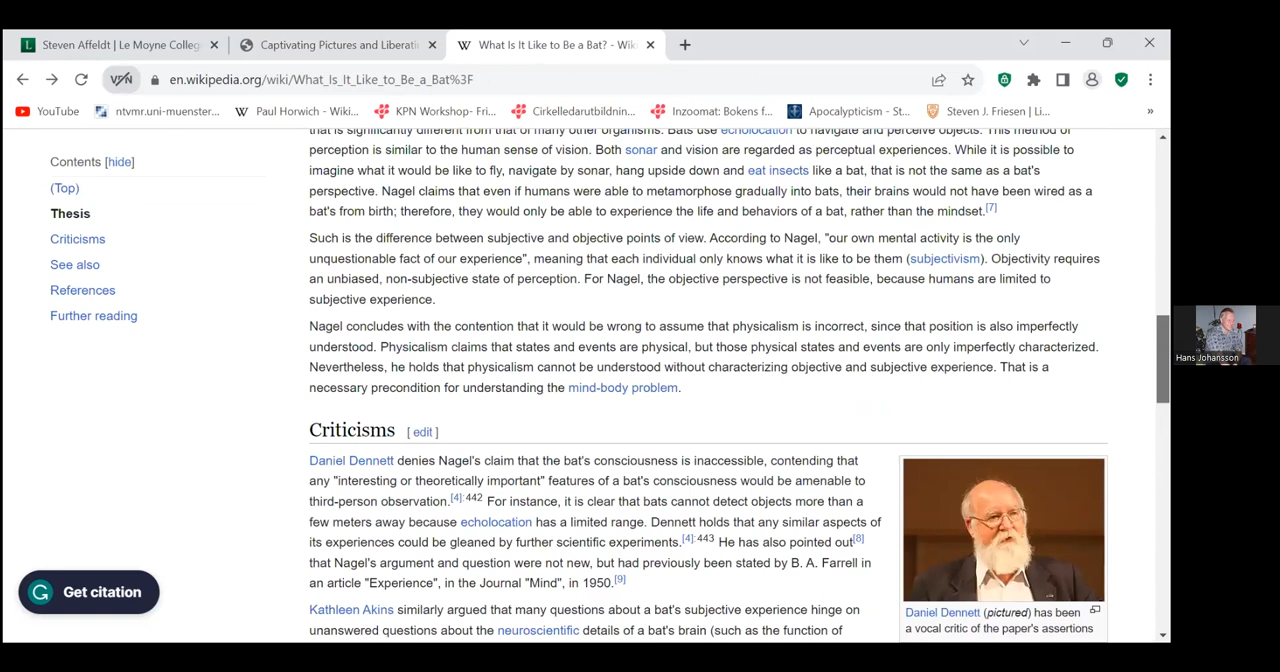 Steven Affeldt | Le Moyne Colleg
Captivating Pictures and Liberati
What Is It Like to Be a Bat? - Wiki
en.wikipedia.org/wiki/What_Is_It_Like_to_Be_a_Bat%3F
YouTube
ntvmr.uni-muenster...
Paul Horwich - Wiki...
KPN Workshop- Fri...
Cirkelledarutbildnin...
Inzoomat: Bokens f...
Apocalypticism - St...
Steven J. Friesen | Li...
»
Contents [hide]
(Top)
Thesis
Criticisms
See also
References
Further reading
that is significantly different from that of many other organisms. Bats use echolocation to navigate and perceive objects. This method of
perception is similar to the human sense of vision. Both sonar and vision are regarded as perceptual experiences. While it is possible to
imagine what it would be like to fly, navigate by sonar, hang upside down and eat insects like a bat, that is not the same as a bat's
perspective. Nagel claims that even if humans were able to metamorphose gradually into bats, their brains would not have been wired as a
bat's from birth; therefore, they would only be able to experience the life and behaviors of a bat, rather than the mindset.[7]
Such is the difference between subjective and objective points of view. According to Nagel, "our own mental activity is the only
unquestionable fact of our experience", meaning that each individual only knows what it is like to be them (subjectivism). Objectivity requires
an unbiased, non-subjective state of perception. For Nagel, the objective perspective is not feasible, because humans are limited to
subjective experience.
Nagel concludes with the contention that it would be wrong to assume that physicalism is incorrect, since that position is also imperfectly
understood. Physicalism claims that states and events are physical, but those physical states and events are only imperfectly characterized.
Nevertheless, he holds that physicalism cannot be understood without characterizing objective and subjective experience. That is a
necessary precondition for understanding the mind-body problem.
Criticisms [ edit ]
Daniel Dennett denies Nagel's claim that the bat's consciousness is inaccessible, contending that
any "interesting or theoretically important" features of a bat's consciousness would be amenable to
third-person observation.[4]:442 For instance, it is clear that bats cannot detect objects more than a
few meters away because echolocation has a limited range. Dennett holds that any similar aspects of
its experiences could be gleaned by further scientific experiments.[4]:443 He has also pointed out[8]
that Nagel's argument and question were not new, but had previously been stated by B. A. Farrell in
an article "Experience", in the Journal "Mind", in 1950.[9]
Kathleen Akins similarly argued that many questions about a bat's subjective experience hinge on
unanswered questions about the neuroscientific details of a bat's brain (such as the function of
Daniel Dennett (pictured) has been
a vocal critic of the paper's assertions
Get citation
Hans Johansson